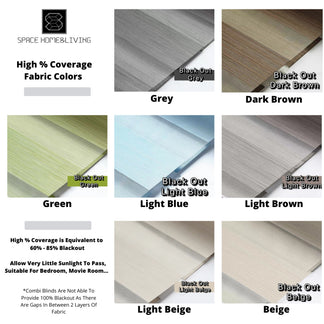 SPACE HOME&LIVING
High % Coverage
Fabric Colors
Black Out
Grey
Grey
Black Out
Dark Brown
Dark Brown
Black Out
Green
Green
Black Out
Light Blue
Light Blue
Black Out
Light Brown
Light Brown
High % Coverage is Equivalent to
60% - 85% Blackout
Allow Very Little Sunlight To Pass,
Suitable For Bedroom, Movie Room...
*Combi Blinds Are Not Able To
Provide 100% Blackout As There
Are Gaps In Between 2 Layers Of
Fabric
Black Out
Light Beige
Light Beige
Black Out
Beige
Beige